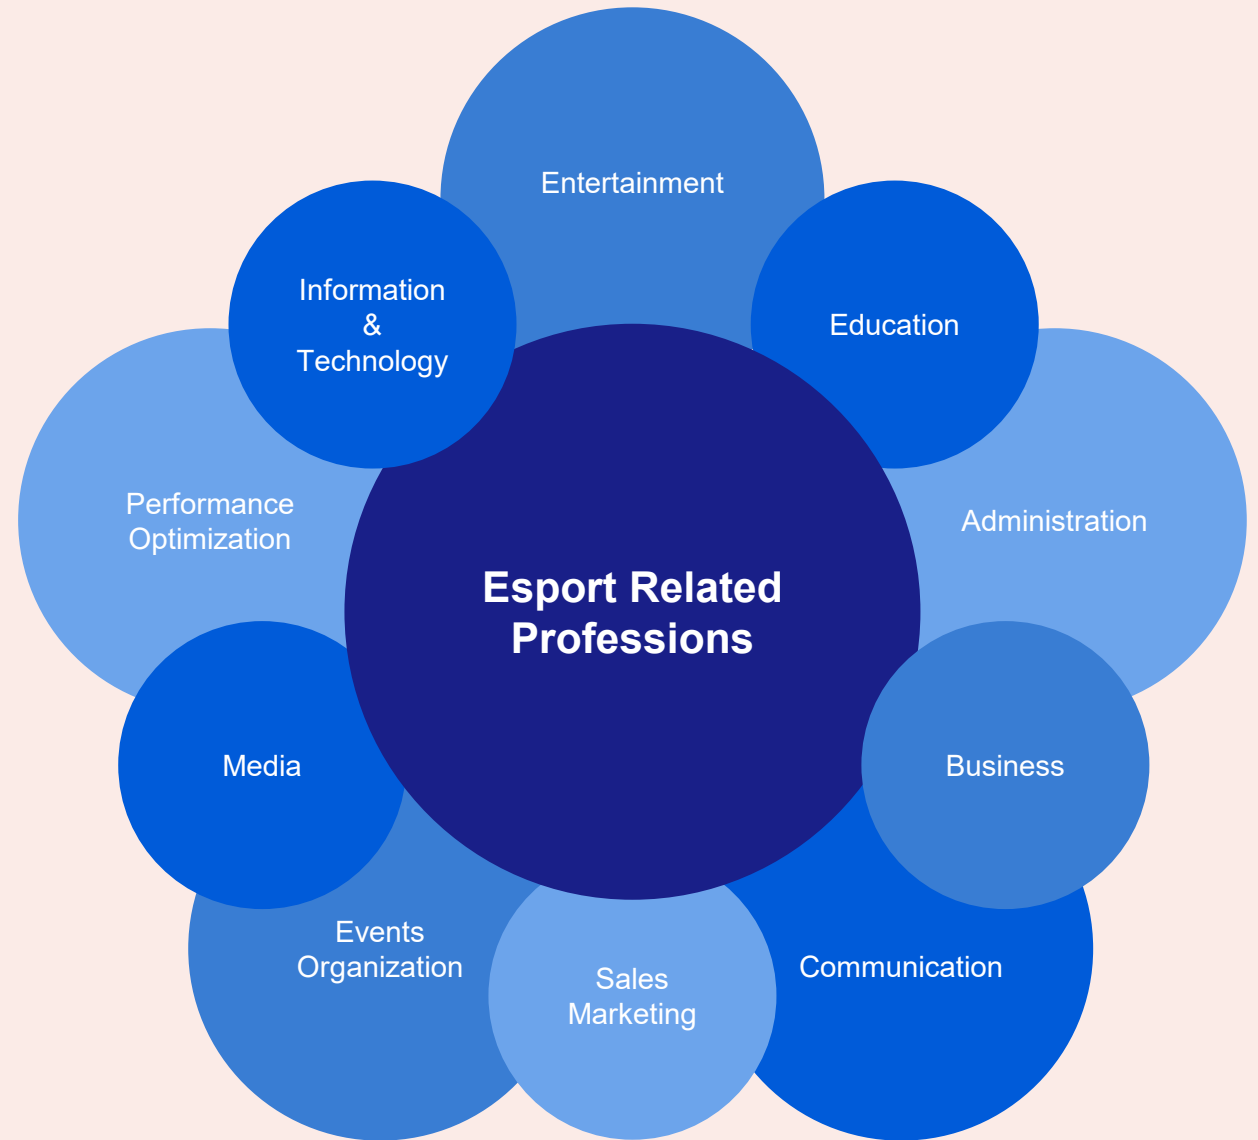 Entertainment
Information
&
Technology
Education
Performance
Optimization
Administration
Esport Related
Professions
Media
Business
Events
Organization
Sales
Marketing
Communication